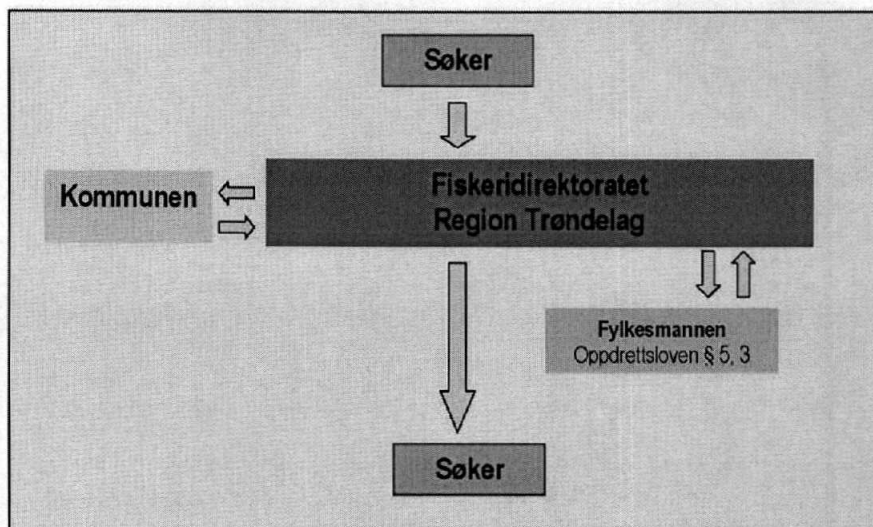 Søker
Kommunen
Fiskeridirektoratet
Region Trøndelag
Fylkesmannen
Oppdrettsloven § 5, 3
Søker